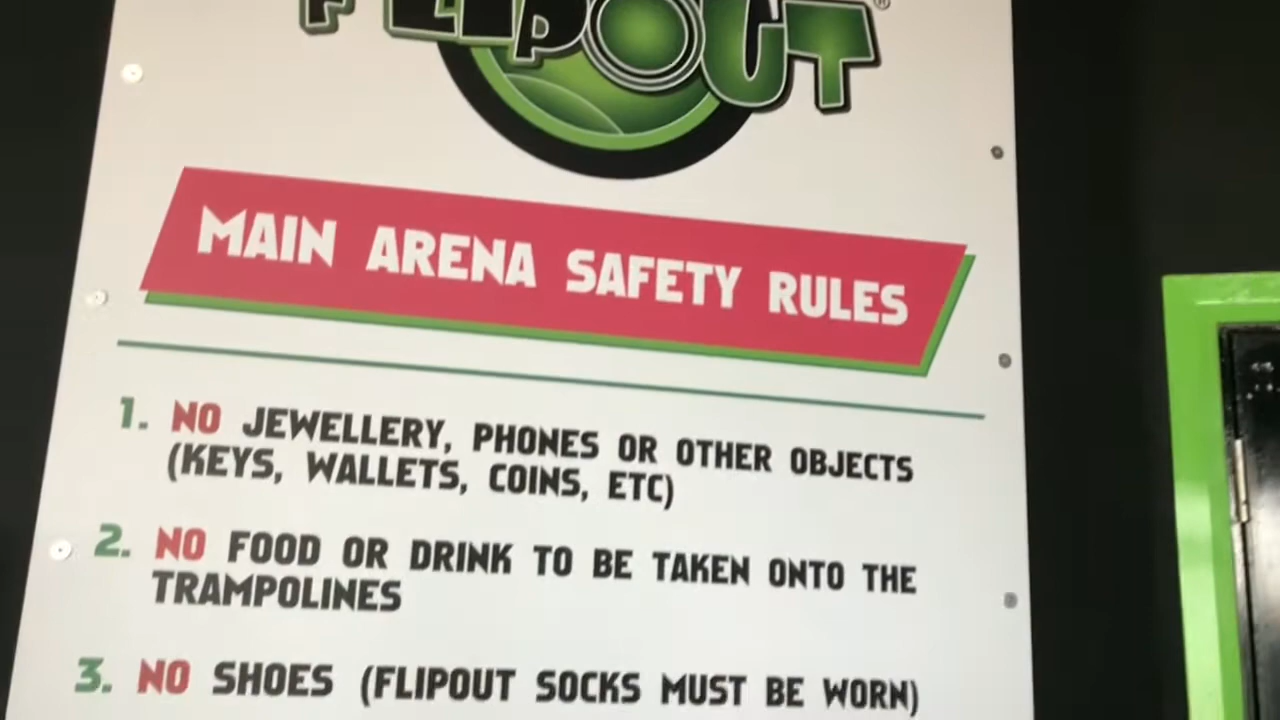 FLIPOUT®
MAIN ARENA SAFETY RULES
1. NO JEWELLERY, PHONES OR OTHER OBJECTS
(KEYS, WALLETS, COINS, ETC)
2. NO FOOD OR DRINK TO BE TAKEN ONTO THE
TRAMPOLINES
3. NO SHOES (FLIPOUT SOCKS MUST BE WORN)